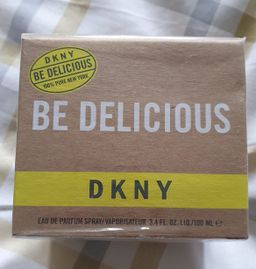 DKNY
BE DELICIOUS
100% PURE NEW YORK
BE DELICIOUS
DKNY
EAU DE PARFUM SPRAY/VAPORISATEUR 3.4 FL. OZ. LIQ/100 ML e